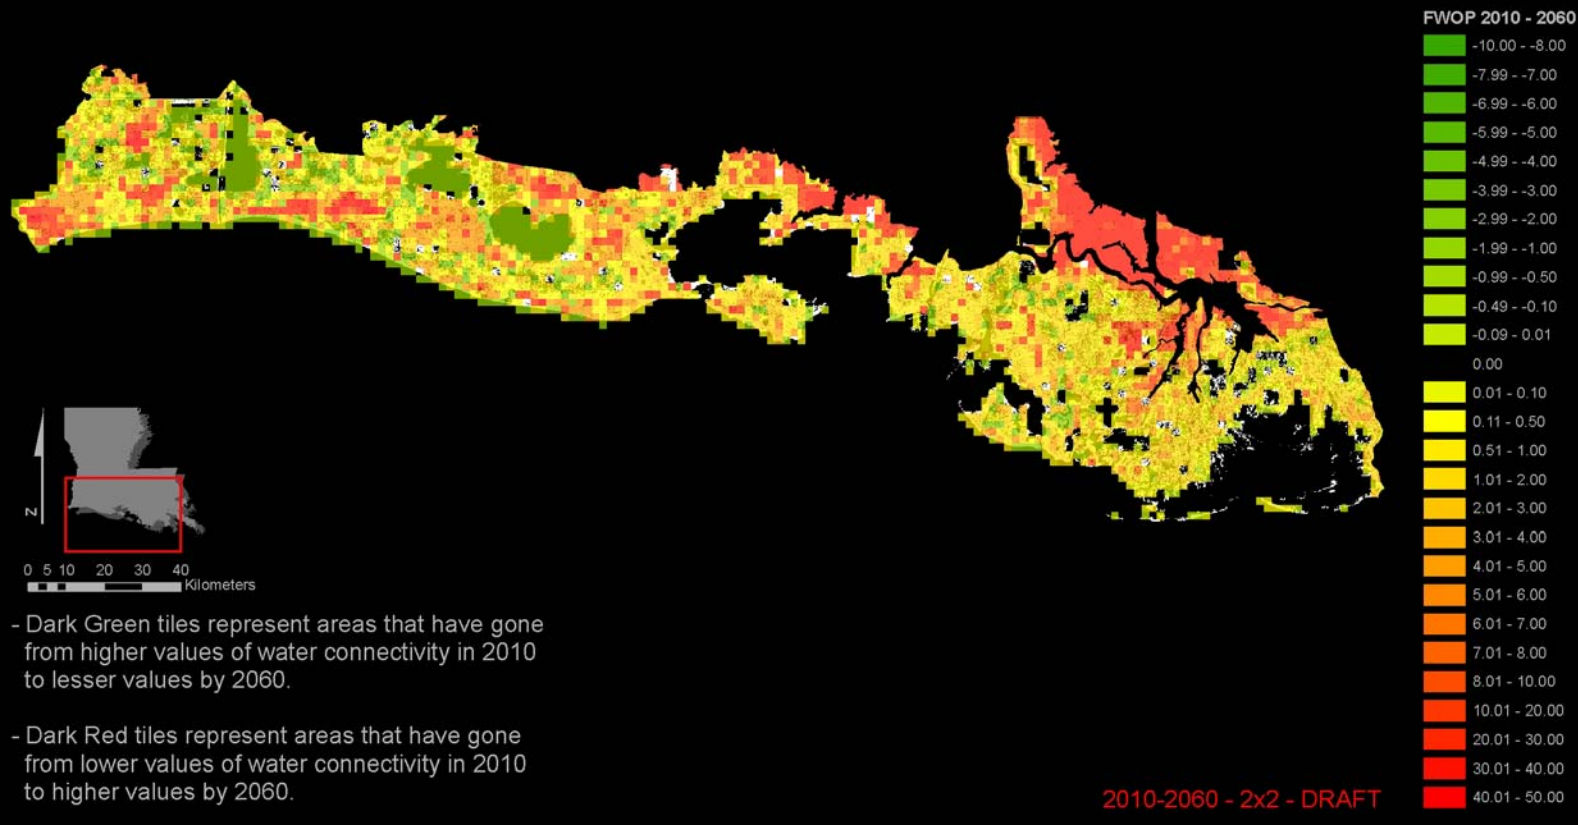 FWOP 2010 - 2060
-10.00 - -8.00
-7.99 - -7.00
-6.99 - -6.00
-5.99 - -5.00
-4.99 - -4.00
-3.99 - -3.00
-2.99 - -2.00
-1.99 - -1.00
-0.99 - -0.50
-0.49 - -0.10
-0.09 - 0.01
0.00
0.01 - 0.10
0.11 - 0.50
0.51 - 1.00
1.01 - 2.00
2.01 - 3.00
3.01 - 4.00
4.01 - 5.00
5.01 - 6.00
6.01 - 7.00
7.01 - 8.00
8.01 - 10.00
10.01 - 20.00
20.01 - 30.00
30.01 - 40.00
40.01 - 50.00
N
0 5 10 20 30 40
Kilometers
- Dark Green tiles represent areas that have gone
from higher values of water connectivity in 2010
to lesser values by 2060.
- Dark Red tiles represent areas that have gone
from lower values of water connectivity in 2010
to higher values by 2060.
2010-2060 - 2x2 - DRAFT